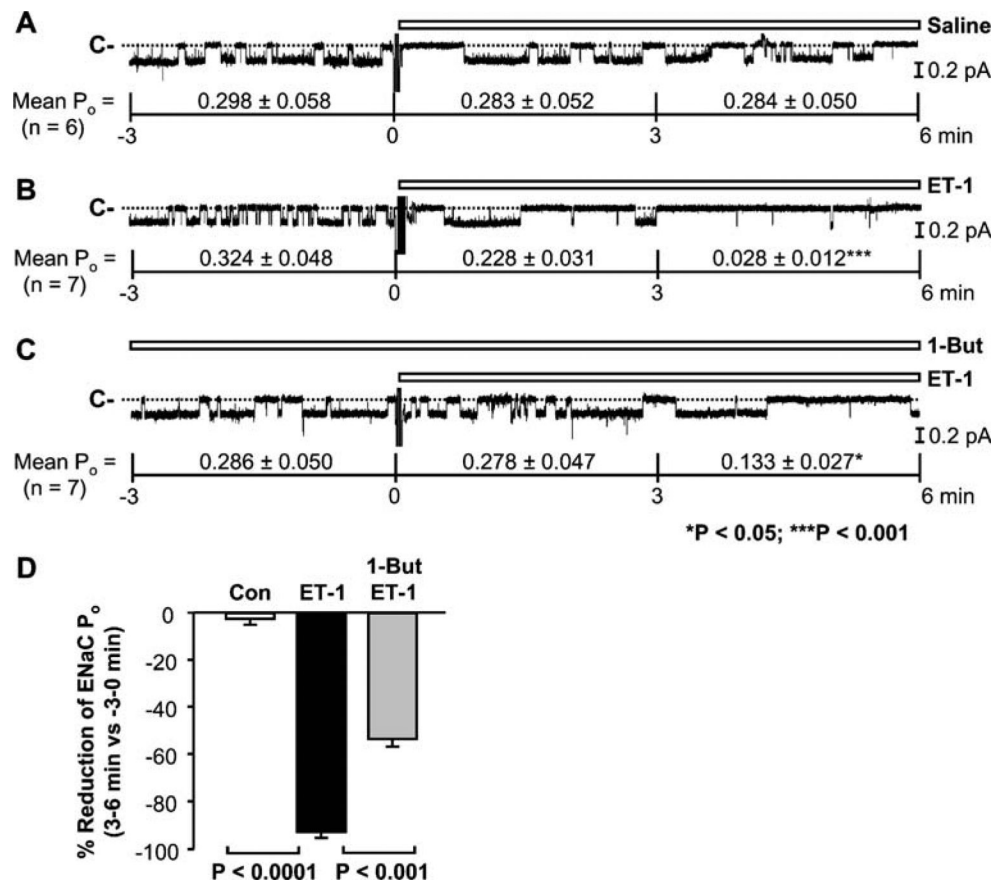 A
Saline
C-
0.2 pA
Mean Po = 0.298 ± 0.058 0.283 ± 0.052 0.284 ± 0.050
(n = 6)
-3 0 3 6 min
B
ET-1
C-
0.2 pA
Mean Po = 0.324 ± 0.048 0.228 ± 0.031 0.028 ± 0.012***
(n = 7)
-3 0 3 6 min
C
1-But
ET-1
C-
0.2 pA
Mean Po = 0.286 ± 0.050 0.278 ± 0.047 0.133 ± 0.027*
(n = 7)
-3 0 3 6 min
*P < 0.05; ***P < 0.001
D
1-But
Con ET-1 ET-1
% Reduction of ENaC Po
(3-6 min vs -3-0 min)
0
-20
-40
-60
-80
-100
P < 0.0001 P < 0.001